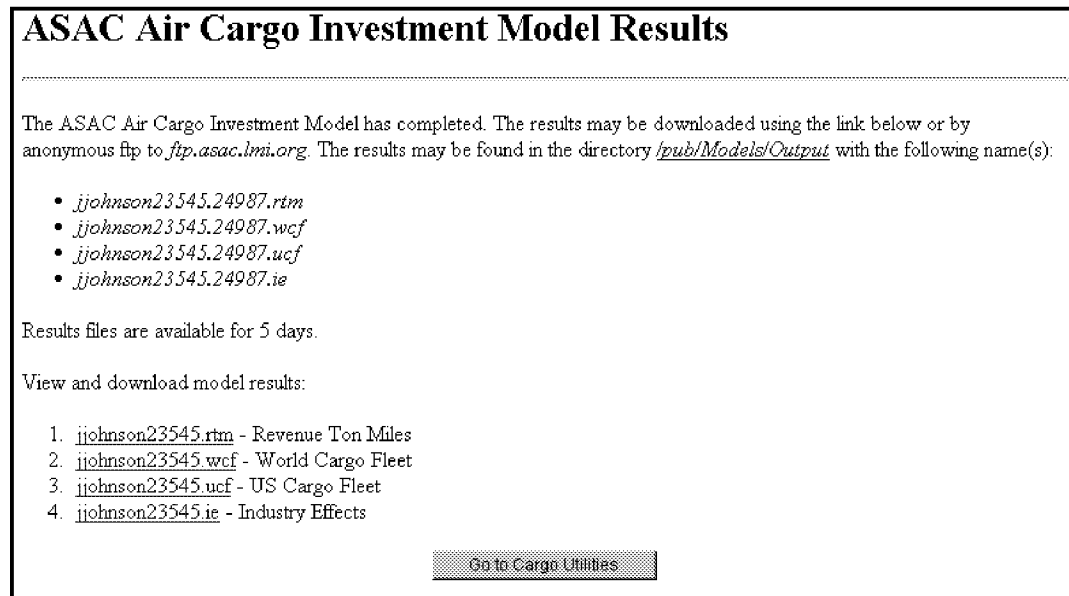 ASAC Air Cargo Investment Model Results
The ASAC Air Cargo Investment Model has completed. The results may be downloaded using the link below or by
anonymous ftp to ftp.asac.lmi.org. The results may be found in the directory /pub/Models/Output with the following name(s):
• jjohnson23545.24987.rtm
• jjohnson23545.24987.wcf
• jjohnson23545.24987.ucf
• jjohnson23545.24987.ie
Results files are available for 5 days.
View and download model results:
1. jjohnson23545.rtm - Revenue Ton Miles
2. jjohnson23545.wcf - World Cargo Fleet
3. jjohnson23545.ucf - US Cargo Fleet
4. jjohnson23545.ie - Industry Effects
Go to Cargo Utilities